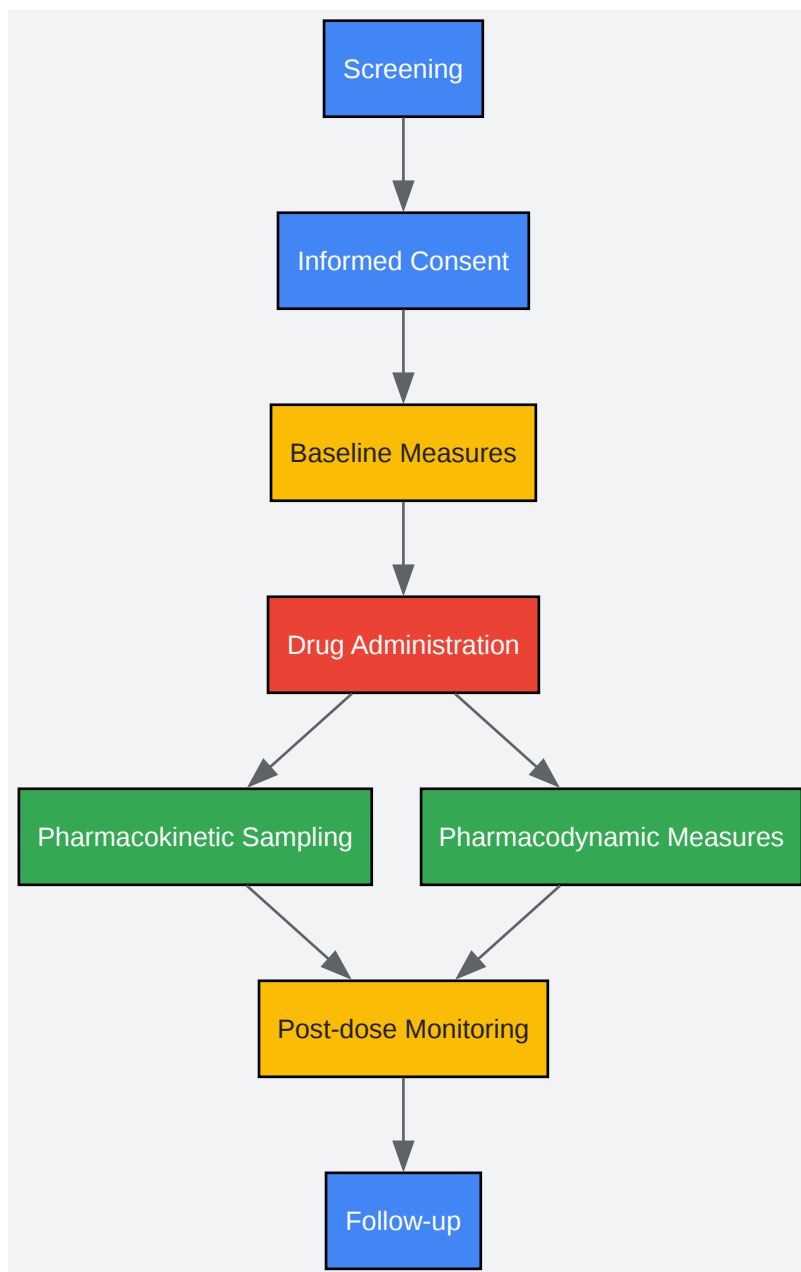 Screening
Informed Consent
Baseline Measures
Drug Administration
Pharmacokinetic Sampling
Pharmacodynamic Measures
Post-dose Monitoring
Follow-up